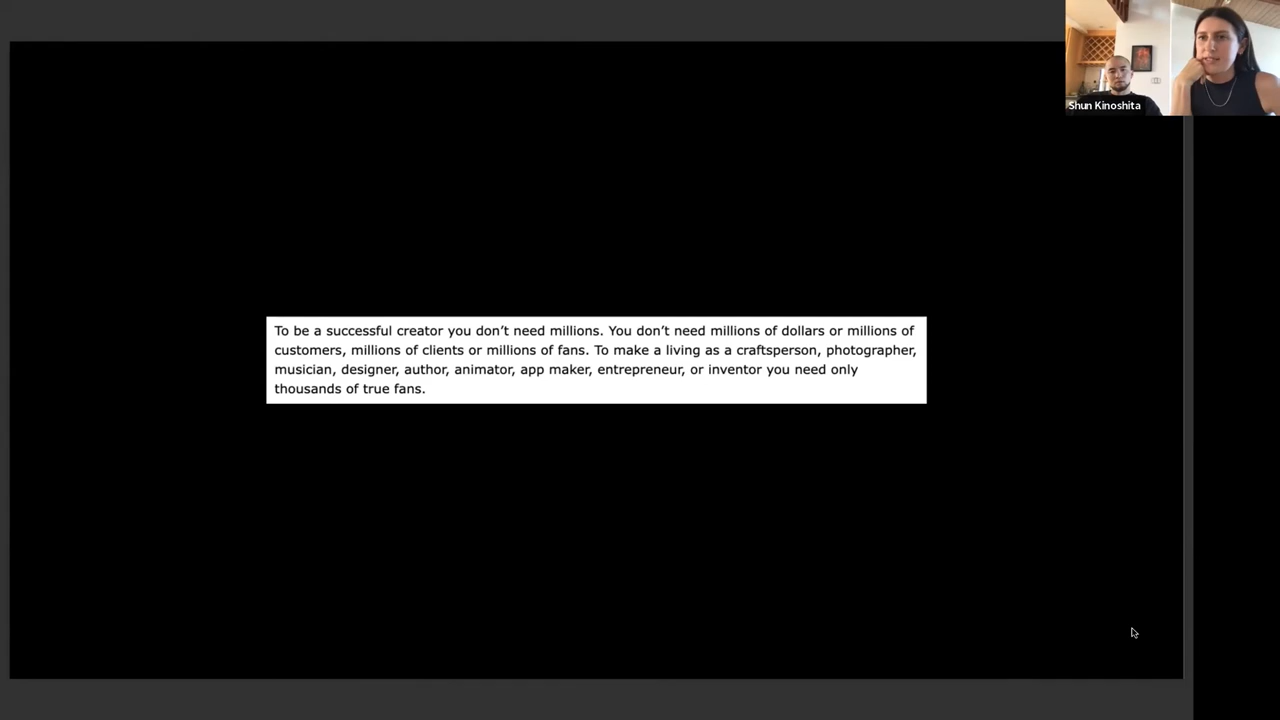 Shun Kinoshita
To be a successful creator you don’t need millions. You don’t need millions of dollars or millions of
customers, millions of clients or millions of fans. To make a living as a craftsperson, photographer,
musician, designer, author, animator, app maker, entrepreneur, or inventor you need only
thousands of true fans.